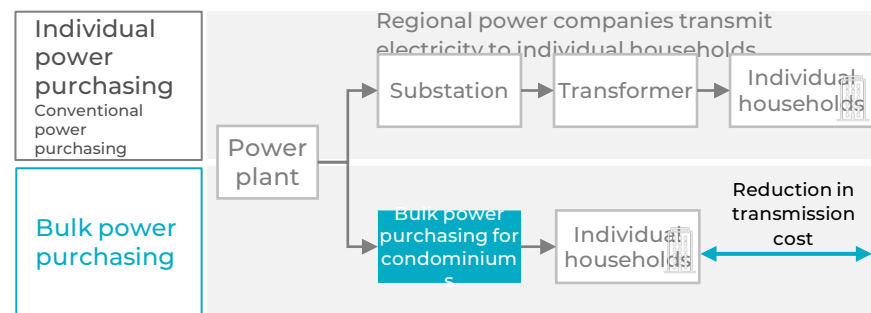 Individual
power
purchasing
Conventional
power
purchasing
Regional power companies transmit
electricity to individual households
Substation
Transformer
Individual
households
Power
plant
Bulk power
purchasing
Bulk power
purchasing for
condominium
s
Individual
households
Reduction in
transmission
cost